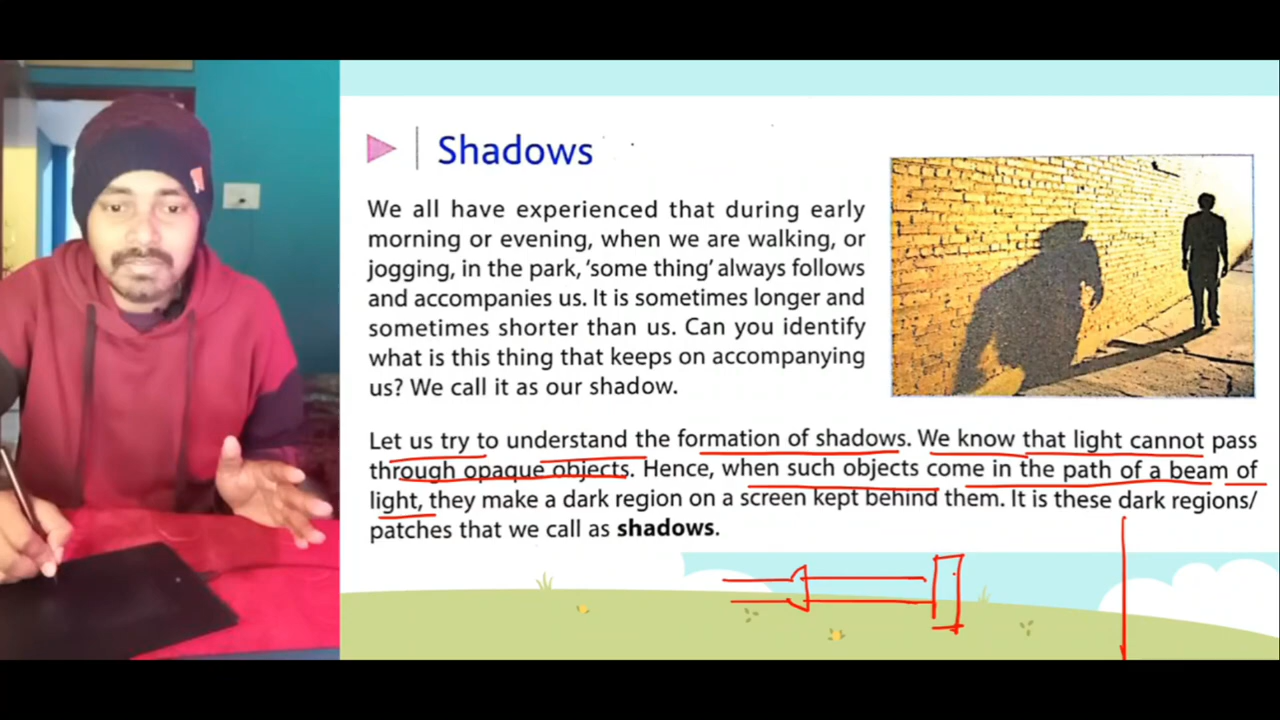 Shadows
We all have experienced that during early
morning or evening, when we are walking, or
jogging, in the park, ‘some thing’ always follows
and accompanies us. It is sometimes longer and
sometimes shorter than us. Can you identify
what is this thing that keeps on accompanying
us? We call it as our shadow.
Let us try to understand the formation of shadows. We know that light cannot pass
through opaque objects. Hence, when such objects come in the path of a beam of
light, they make a dark region on a screen kept behind them. It is these dark regions/
patches that we call as shadows.